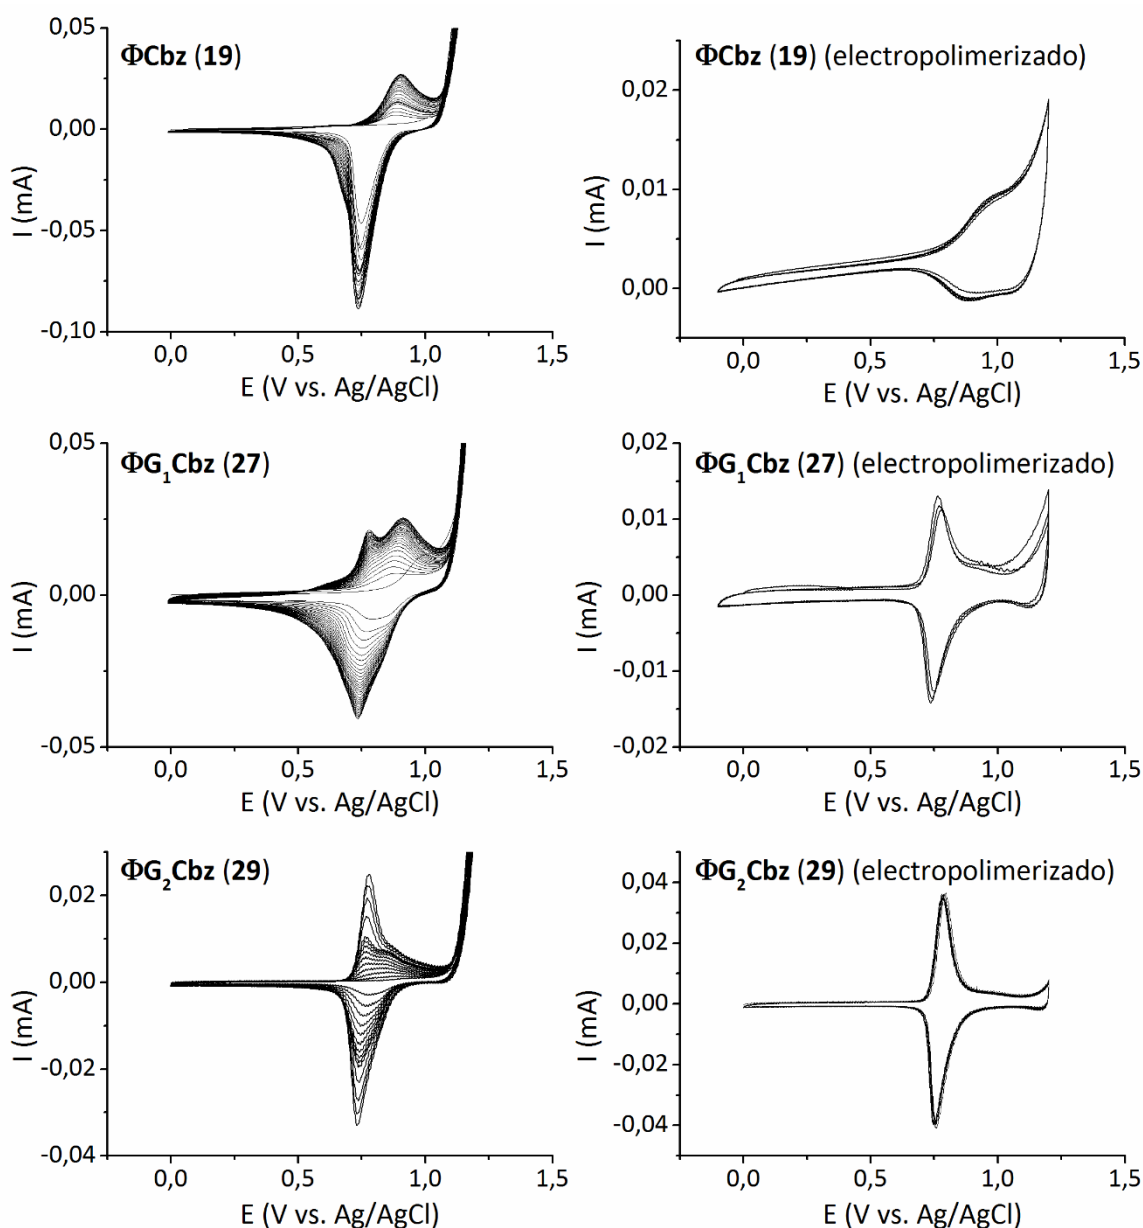 ΦCbz (19)
0,05
0,00
-0,05
-0,10
I (mA)
0,0 0,5 1,0 1,5
E (V vs. Ag/AgCl)
ΦCbz (19) (electropolimerizado)
0,02
0,01
0,00
I (mA)
0,0 0,5 1,0 1,5
E (V vs. Ag/AgCl)
ΦG₁Cbz (27)
0,05
0,00
-0,05
I (mA)
0,0 0,5 1,0 1,5
E (V vs. Ag/AgCl)
ΦG₁Cbz (27) (electropolimerizado)
0,02
0,01
0,00
-0,01
-0,02
I (mA)
0,0 0,5 1,0 1,5
E (V vs. Ag/AgCl)
ΦG₂Cbz (29)
0,02
0,00
-0,02
-0,04
I (mA)
0,0 0,5 1,0 1,5
E (V vs. Ag/AgCl)
ΦG₂Cbz (29) (electropolimerizado)
0,04
0,02
0,00
-0,02
-0,04
I (mA)
0,0 0,5 1,0 1,5
E (V vs. Ag/AgCl)